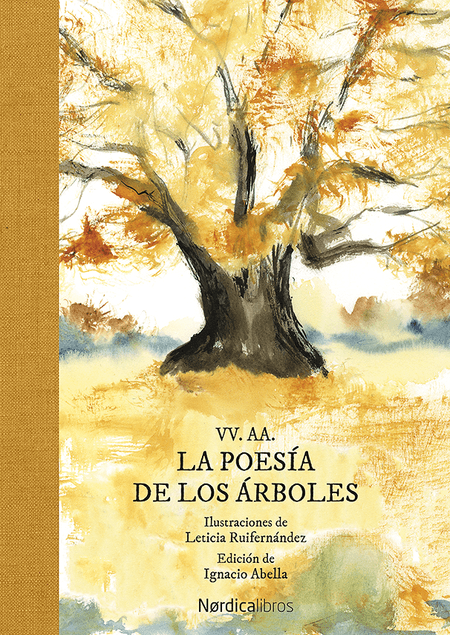 VV. AA.
LA POESÍA
DE LOS ÁRBOLES
Ilustraciones de
Leticia Ruifernández
Edición de
Ignacio Abella
Nørdicalibros